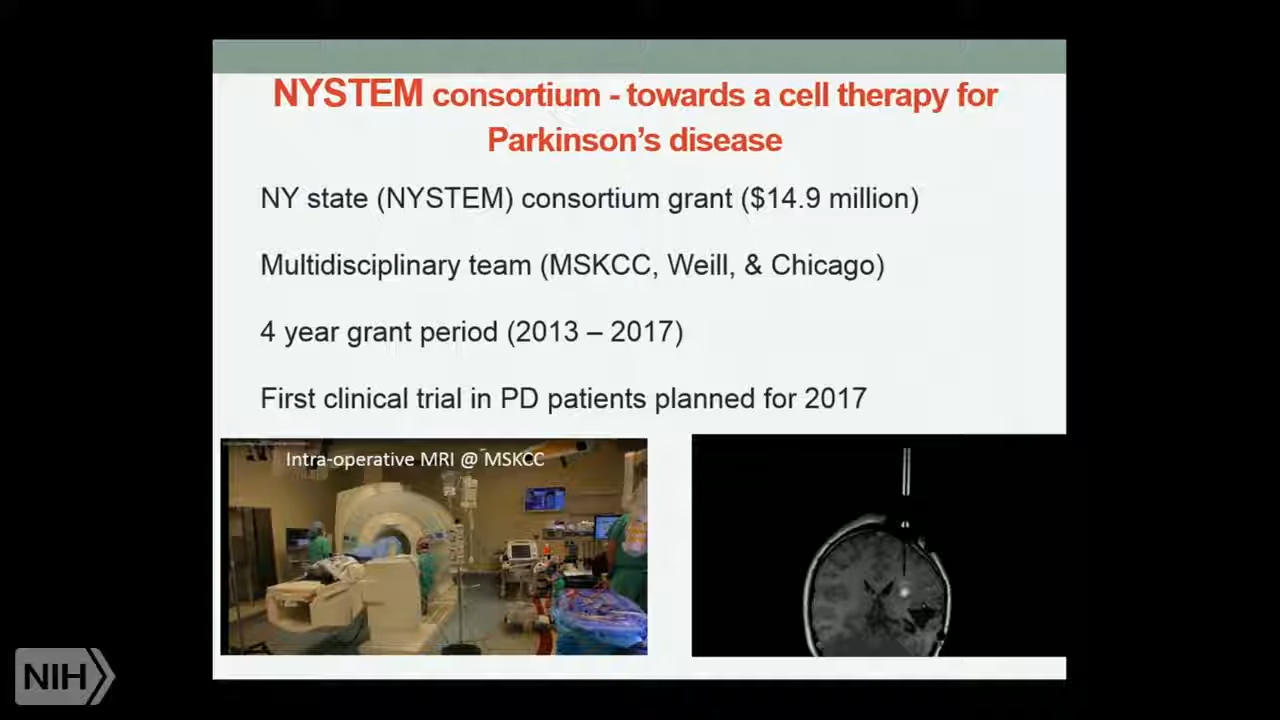 NYSTEM consortium - towards a cell therapy for
Parkinson's disease
NY state (NYSTEM) consortium grant ($14.9 million)
Multidisciplinary team (MSKCC, Weill, & Chicago)
4 year grant period (2013 – 2017)
First clinical trial in PD patients planned for 2017
Intra-operative MRI @ MSKCC
NIH